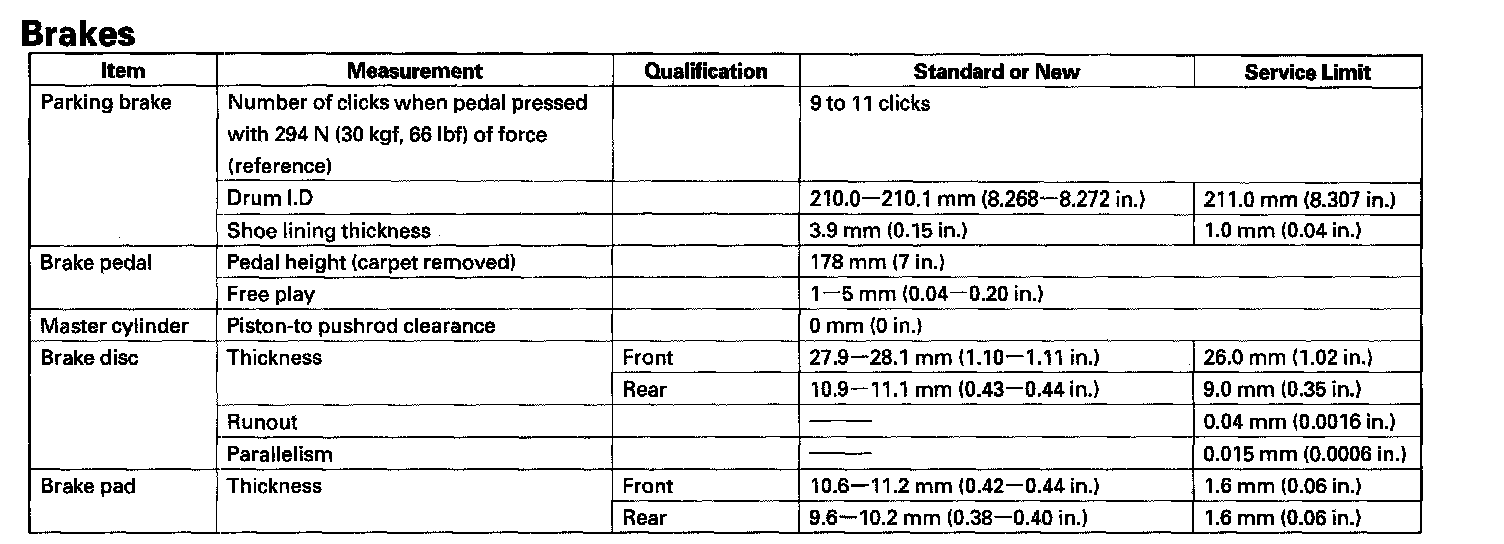 Brakes
Item Measurement Qualification Standard or New Service Limit
Parking brake Number of clicks when pedal pressed 9 to 11 clicks
with 294 N (30 kgf, 66 lbf) of force
(reference)
Drum I.D 210.0—210.1 mm (8.268—8.272 in.) 211.0 mm (8.307 in.)
Shoe lining thickness 3.9 mm (0.15 in.) 1.0 mm (0.04 in.)
Brake pedal Pedal height (carpet removed) 178 mm (7 in.)
Free play 1—5 mm (0.04—0.20 in.)
Master cylinder Piston-to pushrod clearance 0 mm (0 in.)
Brake disc Thickness Front 27.9—28.1 mm (1.10—1.11 in.) 26.0 mm (1.02 in.)
Rear 10.9—11.1 mm (0.43—0.44 in.) 9.0 mm (0.35 in.)
Runout —— 0.04 mm (0.0016 in.)
Parallelism —— 0.015 mm (0.0006 in.)
Brake pad Thickness Front 10.6—11.2 mm (0.42—0.44 in.) 1.6 mm (0.06 in.)
Rear 9.6—10.2 mm (0.38—0.40 in.) 1.6 mm (0.06 in.)